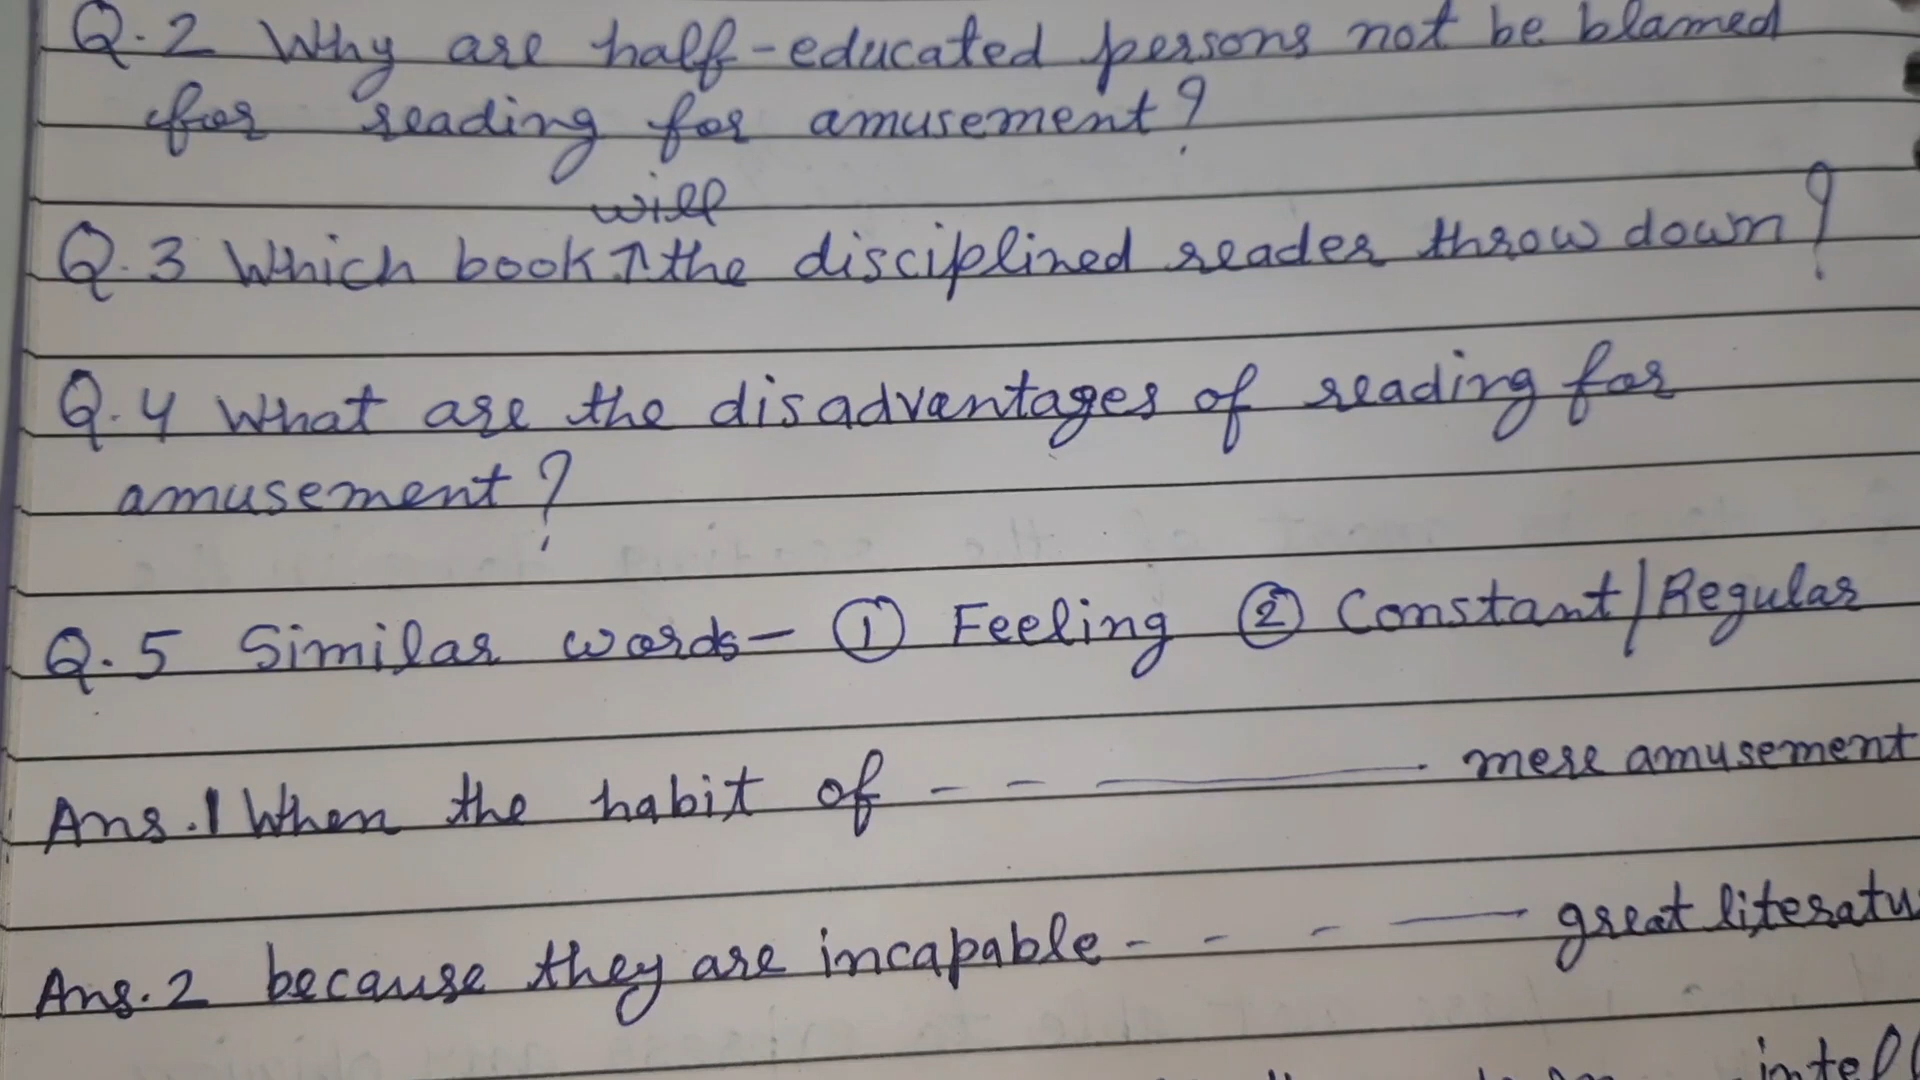 Q.2 Why are half-educated persons not be blamed
for reading for amusement?
will
Q.3 Which book ↑ the disciplined reader throw down?
Q.4 What are the disadvantages of reading for
amusement?
Q.5 Similar words- ① Feeling ② Constant/Regular
Ans.1 When the habit of - - —— mere amusement
Ans.2 because they are incapable - - - — great literatu
intell